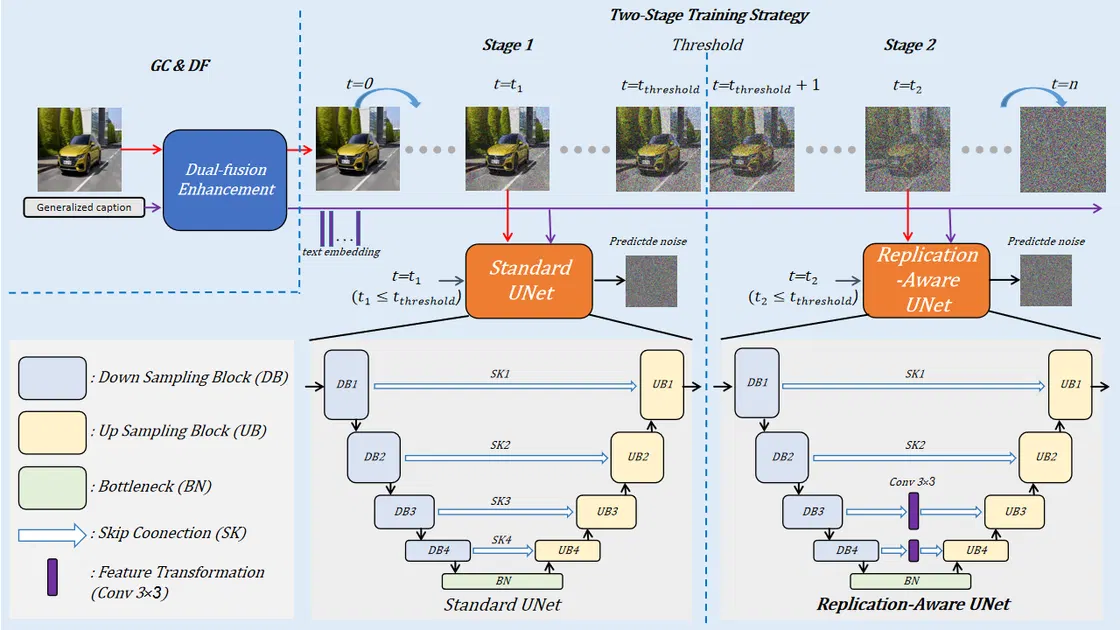 Two-Stage Training Strategy
GC & DF
Stage 1
Threshold
Stage 2
t=0
t=t₁
t=tₜₕᵣₑₛₕₒₗ𝒹
t=tₜₕᵣₑₛₕₒₗ𝒹 + 1
t=t₂
t=n
Dual-fusion
Enhancement
Generalized caption
...
text embedding
t=t₁
(t₁ ≤ tₜₕᵣₑₛₕₒₗ𝒹)
Standard
UNet
Predictde noise
t=t₂
(t₂ ≤ tₜₕᵣₑₛₕₒₗ𝒹)
Replication
-Aware
UNet
Predictde noise
: Down Sampling Block (DB)
: Up Sampling Block (UB)
: Bottleneck (BN)
: Skip Coonection (SK)
: Feature Transformation
(Conv 3×3)
DB1
SK1
UB1
DB2
SK2
UB2
DB3
SK3
UB3
DB4
SK4
UB4
BN
Standard UNet
DB1
SK1
UB1
DB2
SK2
UB2
Conv 3×3
DB3
UB3
DB4
UB4
BN
Replication-Aware UNet